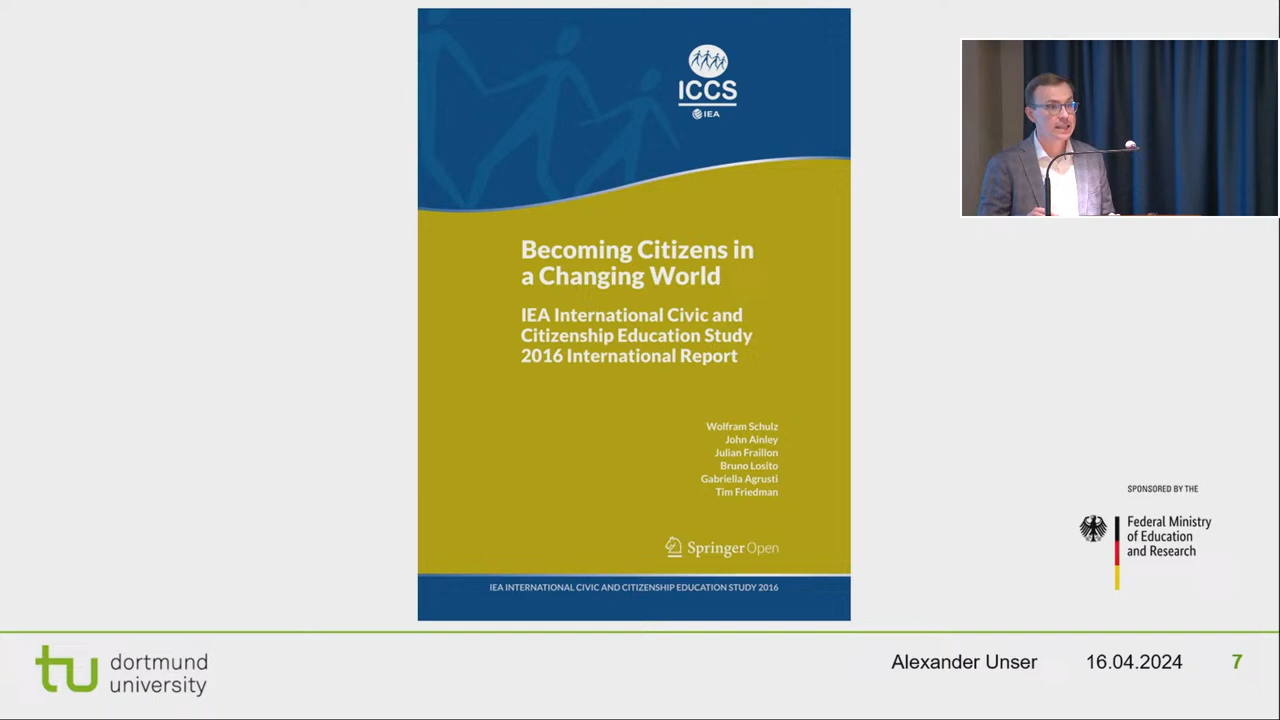 ICCS
IEA
Becoming Citizens in
a Changing World
IEA International Civic and
Citizenship Education Study
2016 International Report
Wolfram Schulz
John Ainley
Julian Fraillon
Bruno Losito
Gabriella Agrusti
Tim Friedman
Springer Open
IEA INTERNATIONAL CIVIC AND CITIZENSHIP EDUCATION STUDY 2016
SPONSORED BY THE
Federal Ministry
of Education
and Research
tu dortmund
university
Alexander Unser 16.04.2024 7